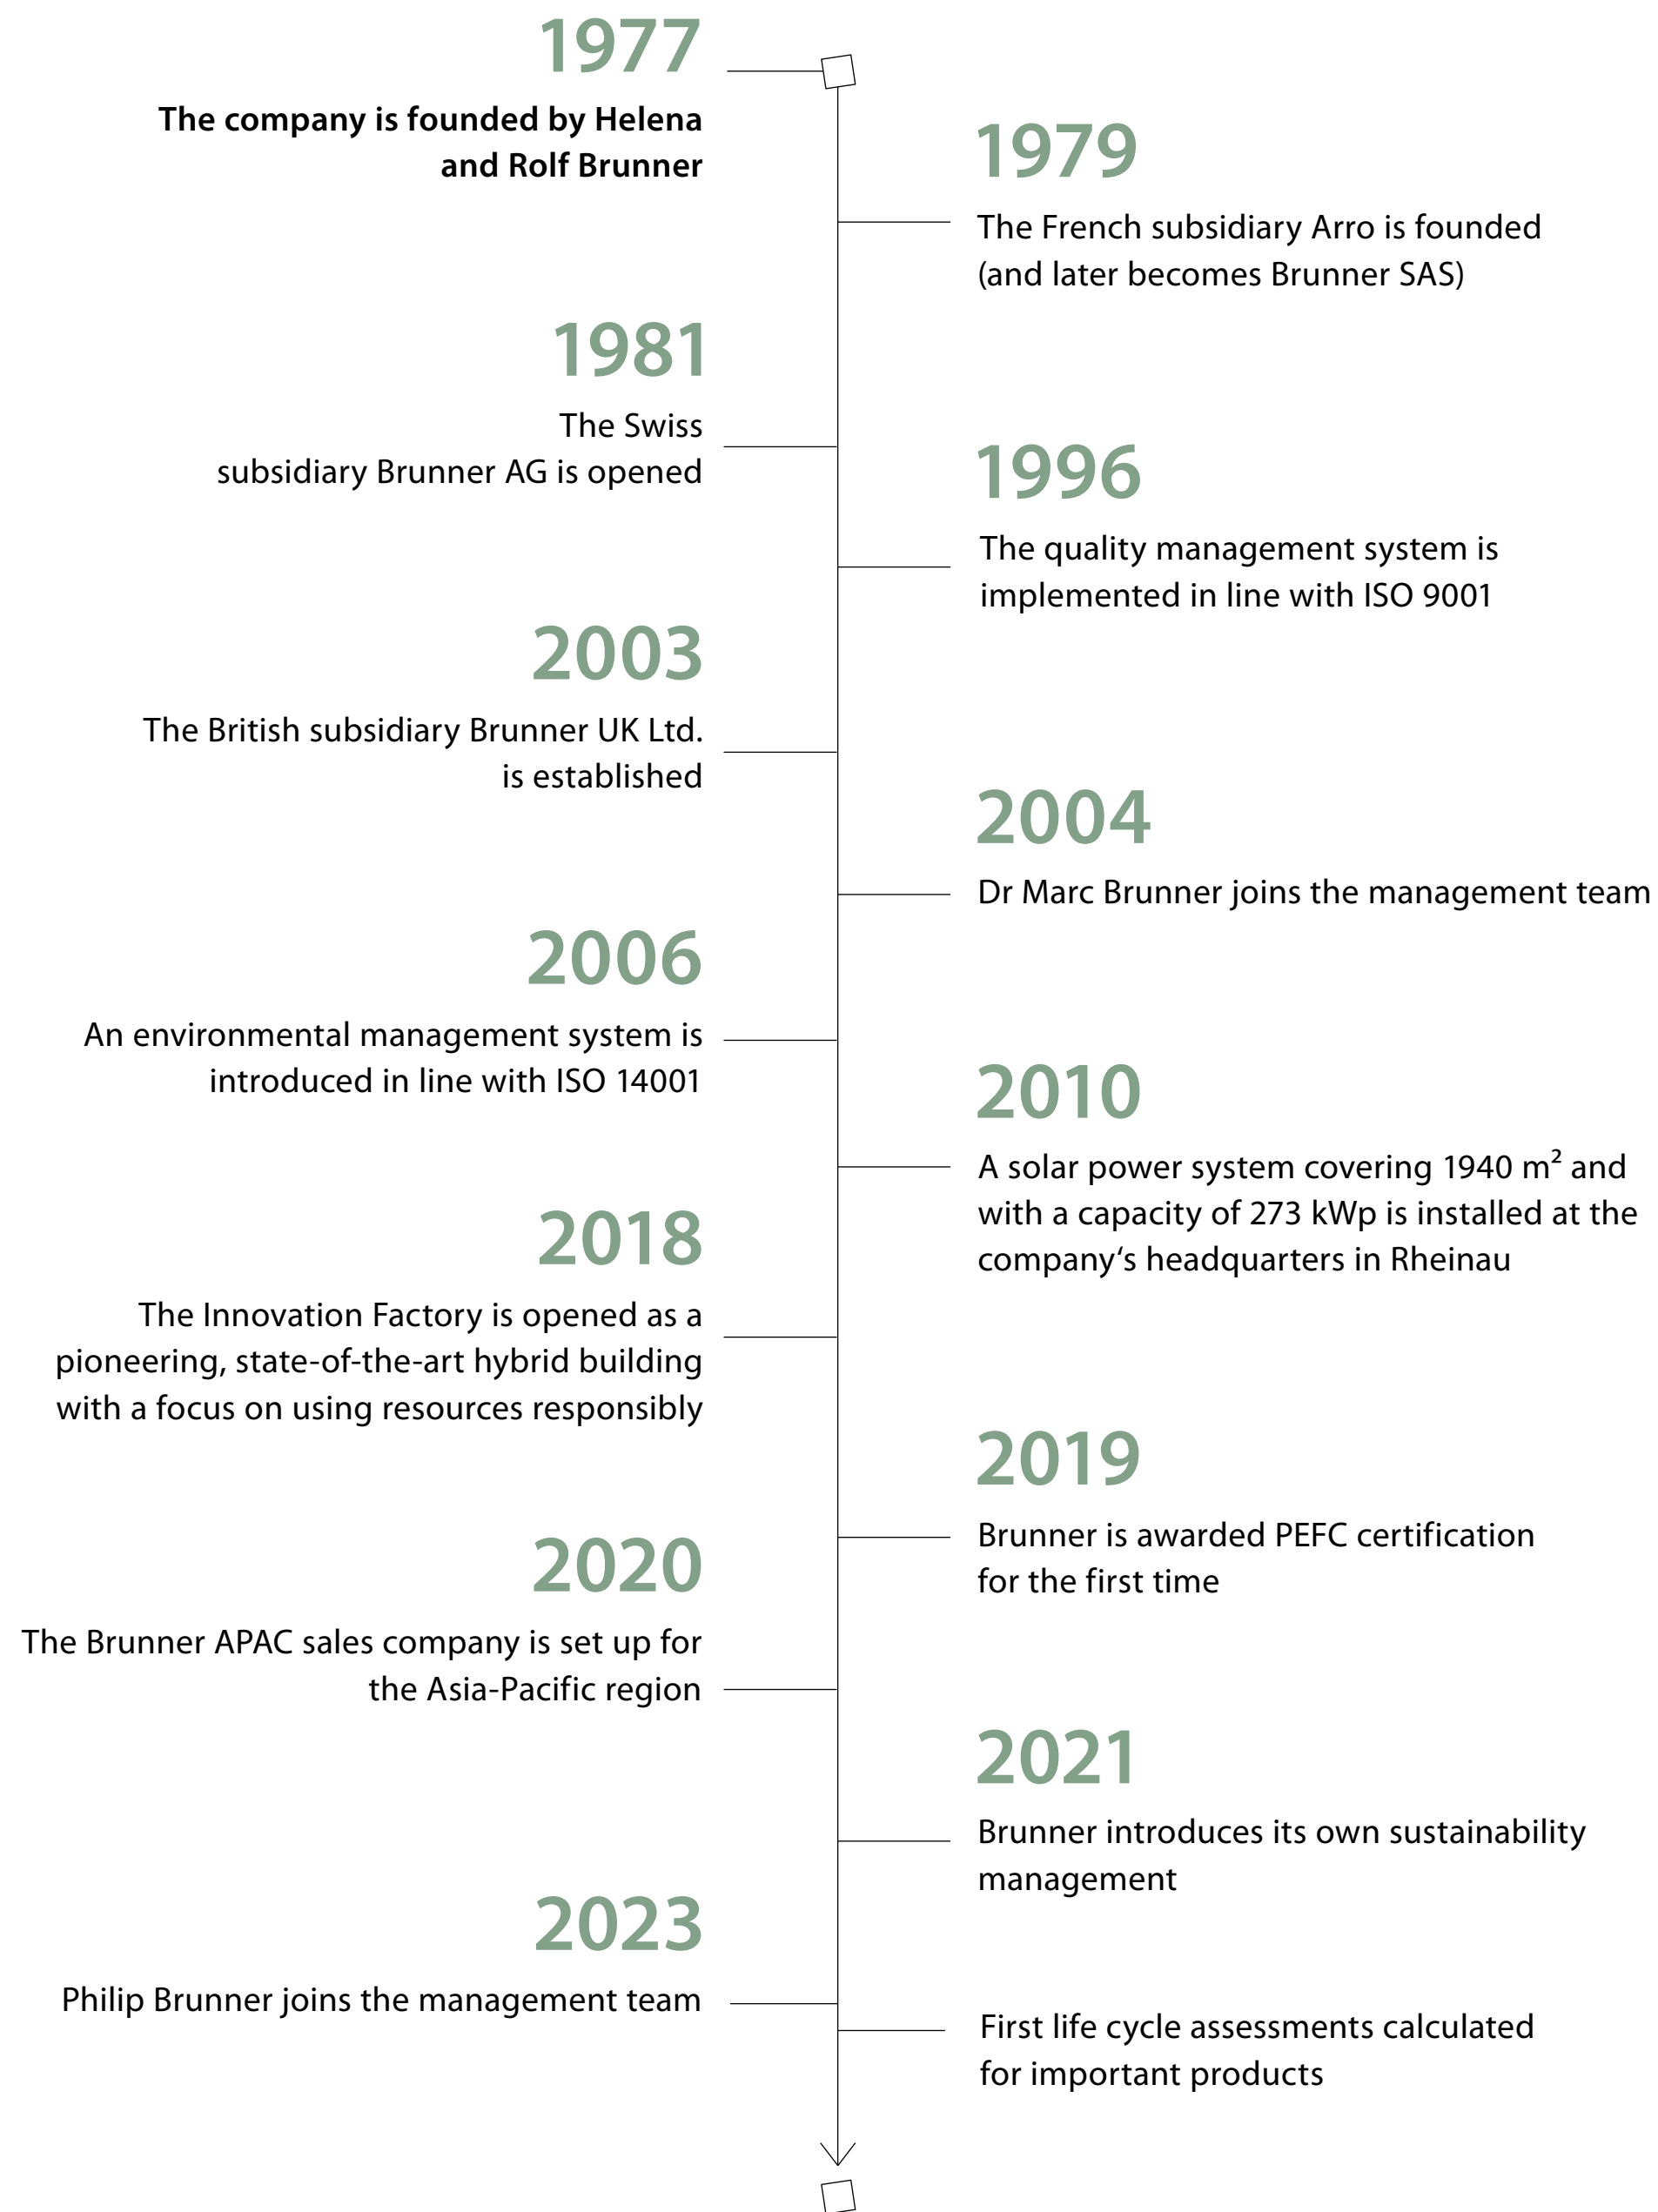 1977
The company is founded by Helena
and Rolf Brunner
1979
The French subsidiary Arro is founded
(and later becomes Brunner SAS)
1981
The Swiss
subsidiary Brunner AG is opened
1996
The quality management system is
implemented in line with ISO 9001
2003
The British subsidiary Brunner UK Ltd.
is established
2004
Dr Marc Brunner joins the management team
2006
An environmental management system is
introduced in line with ISO 14001
2010
A solar power system covering 1940 m² and
with a capacity of 273 kWp is installed at the
company‘s headquarters in Rheinau
2018
The Innovation Factory is opened as a
pioneering, state-of-the-art hybrid building
with a focus on using resources responsibly
2019
Brunner is awarded PEFC certification
for the first time
2020
The Brunner APAC sales company is set up for
the Asia-Pacific region
2021
Brunner introduces its own sustainability
management
2023
Philip Brunner joins the management team
First life cycle assessments calculated
for important products